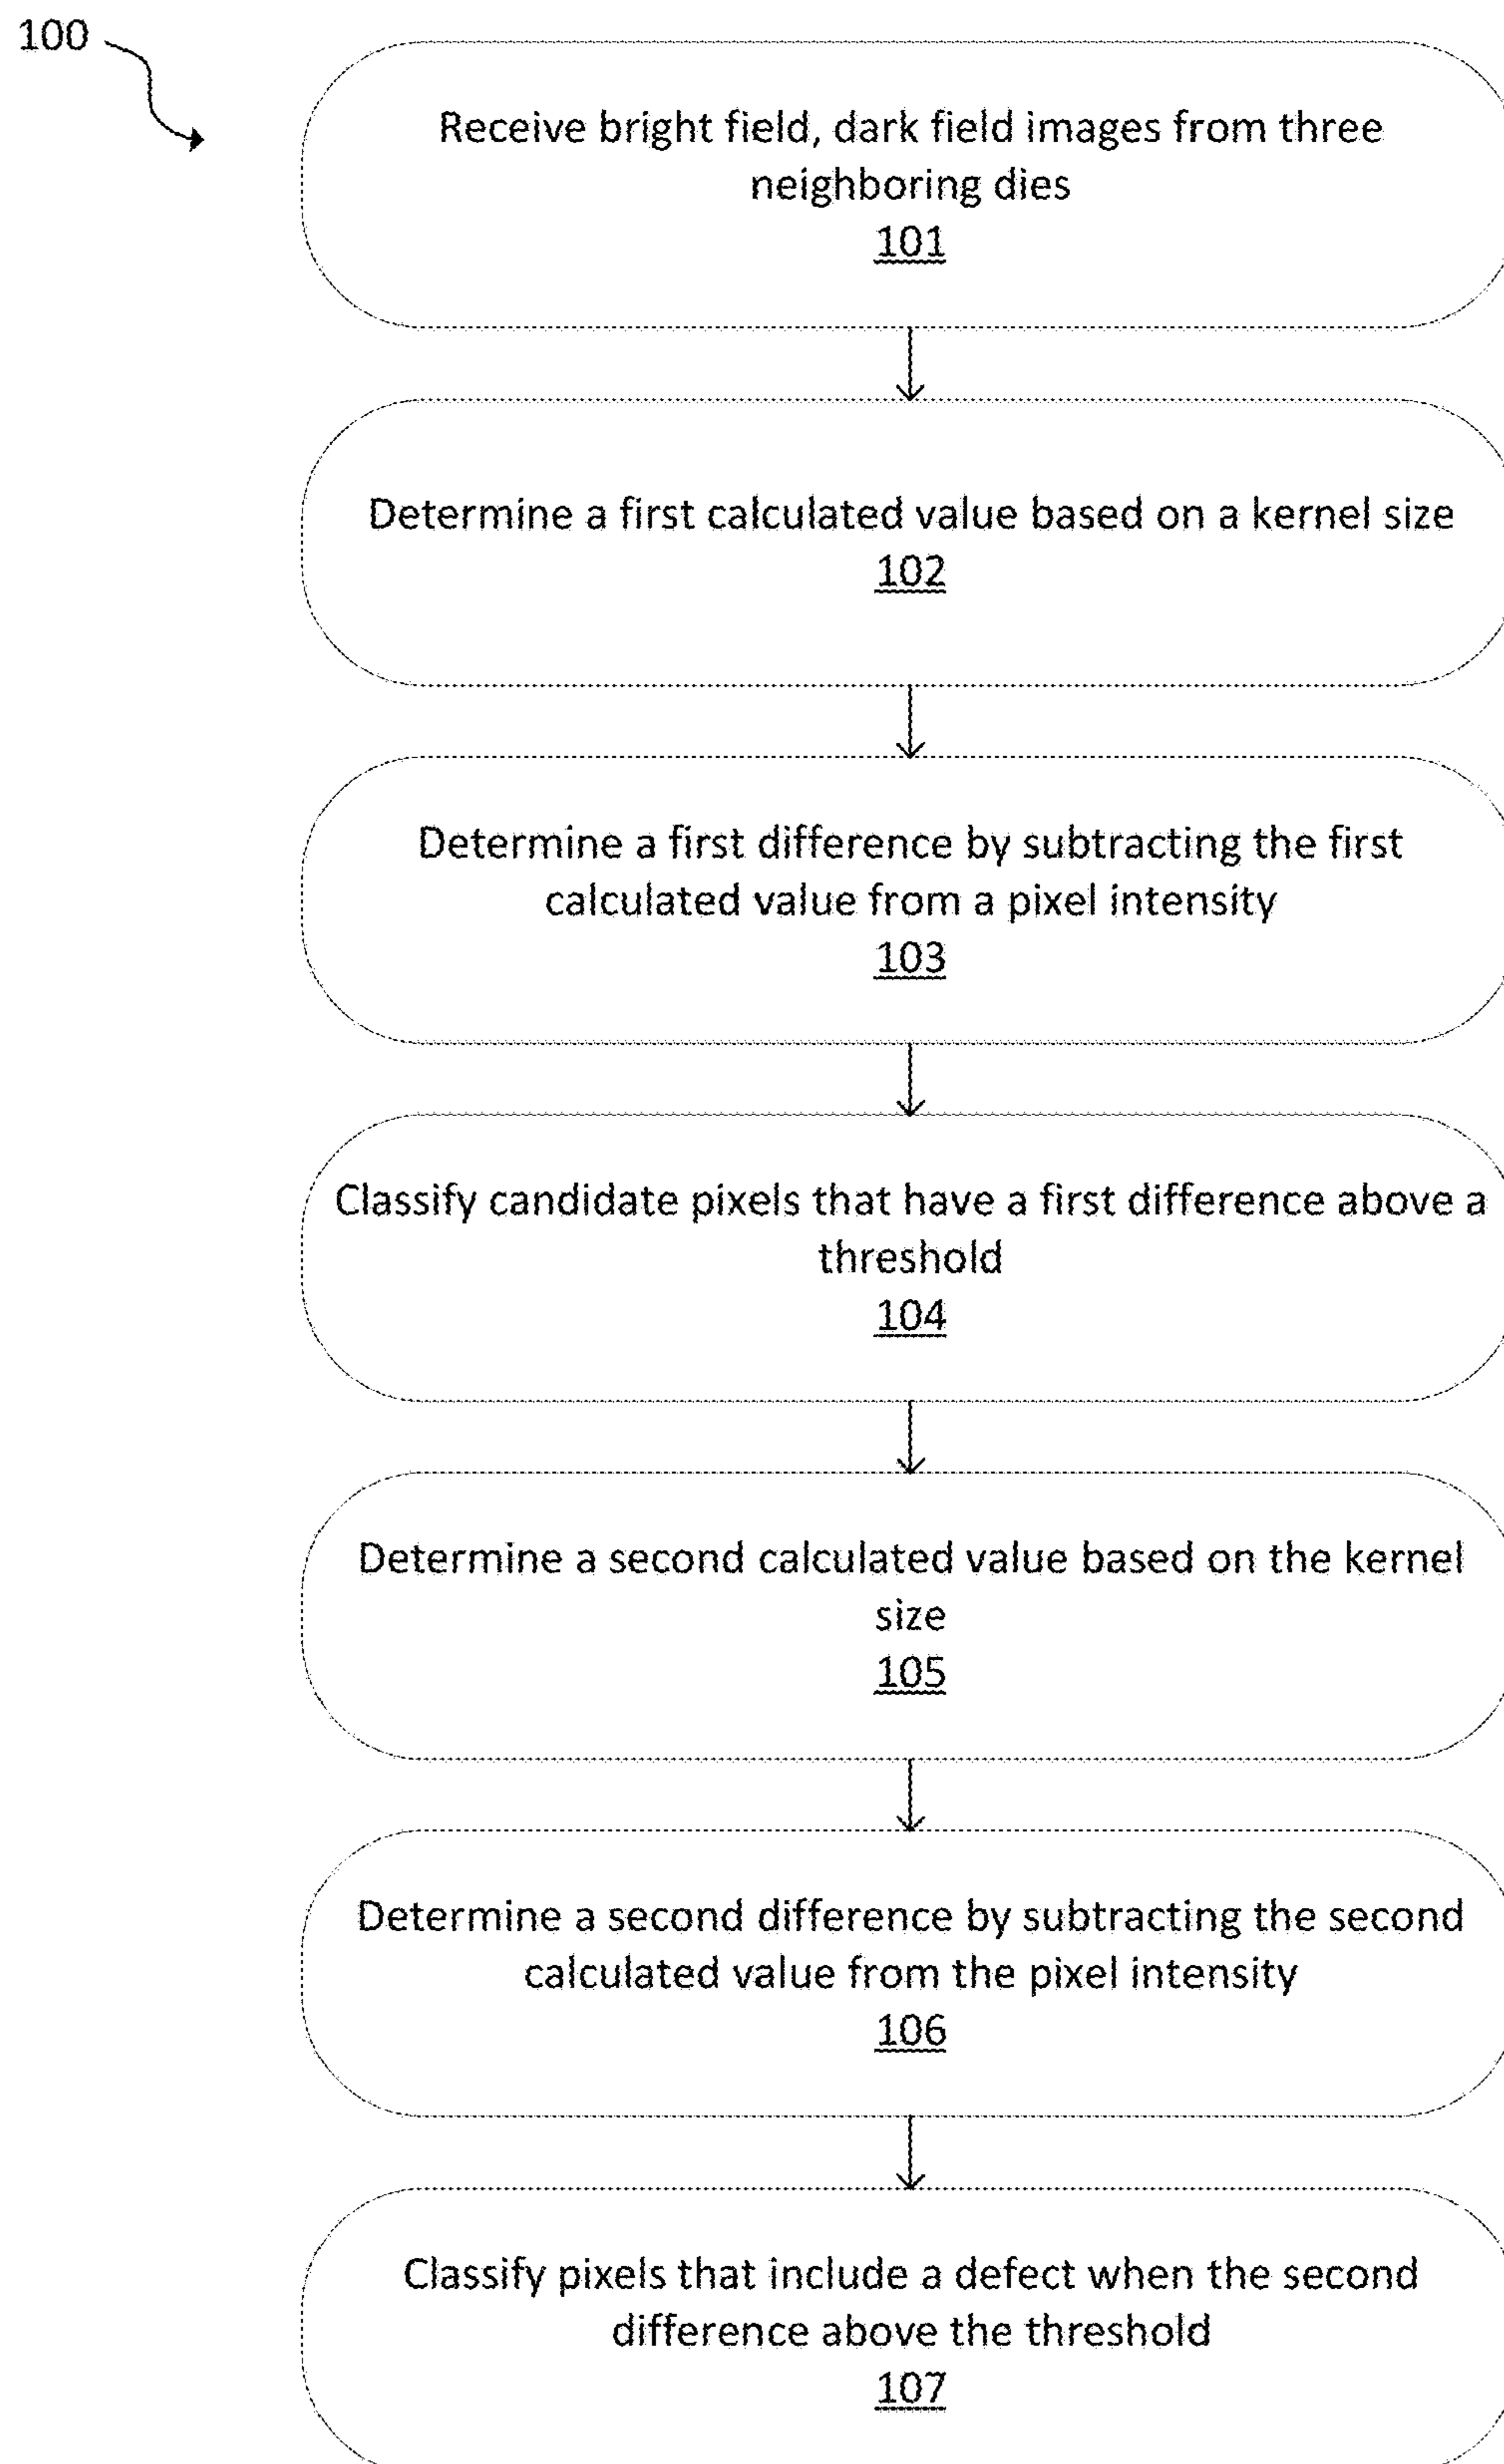 100
Receive bright field, dark field images from three
neighboring dies
101
Determine a first calculated value based on a kernel size
102
Determine a first difference by subtracting the first
calculated value from a pixel intensity
103
Classify candidate pixels that have a first difference above a
threshold
104
Determine a second calculated value based on the kernel
size
105
Determine a second difference by subtracting the second
calculated value from the pixel intensity
106
Classify pixels that include a defect when the second
difference above the threshold
107